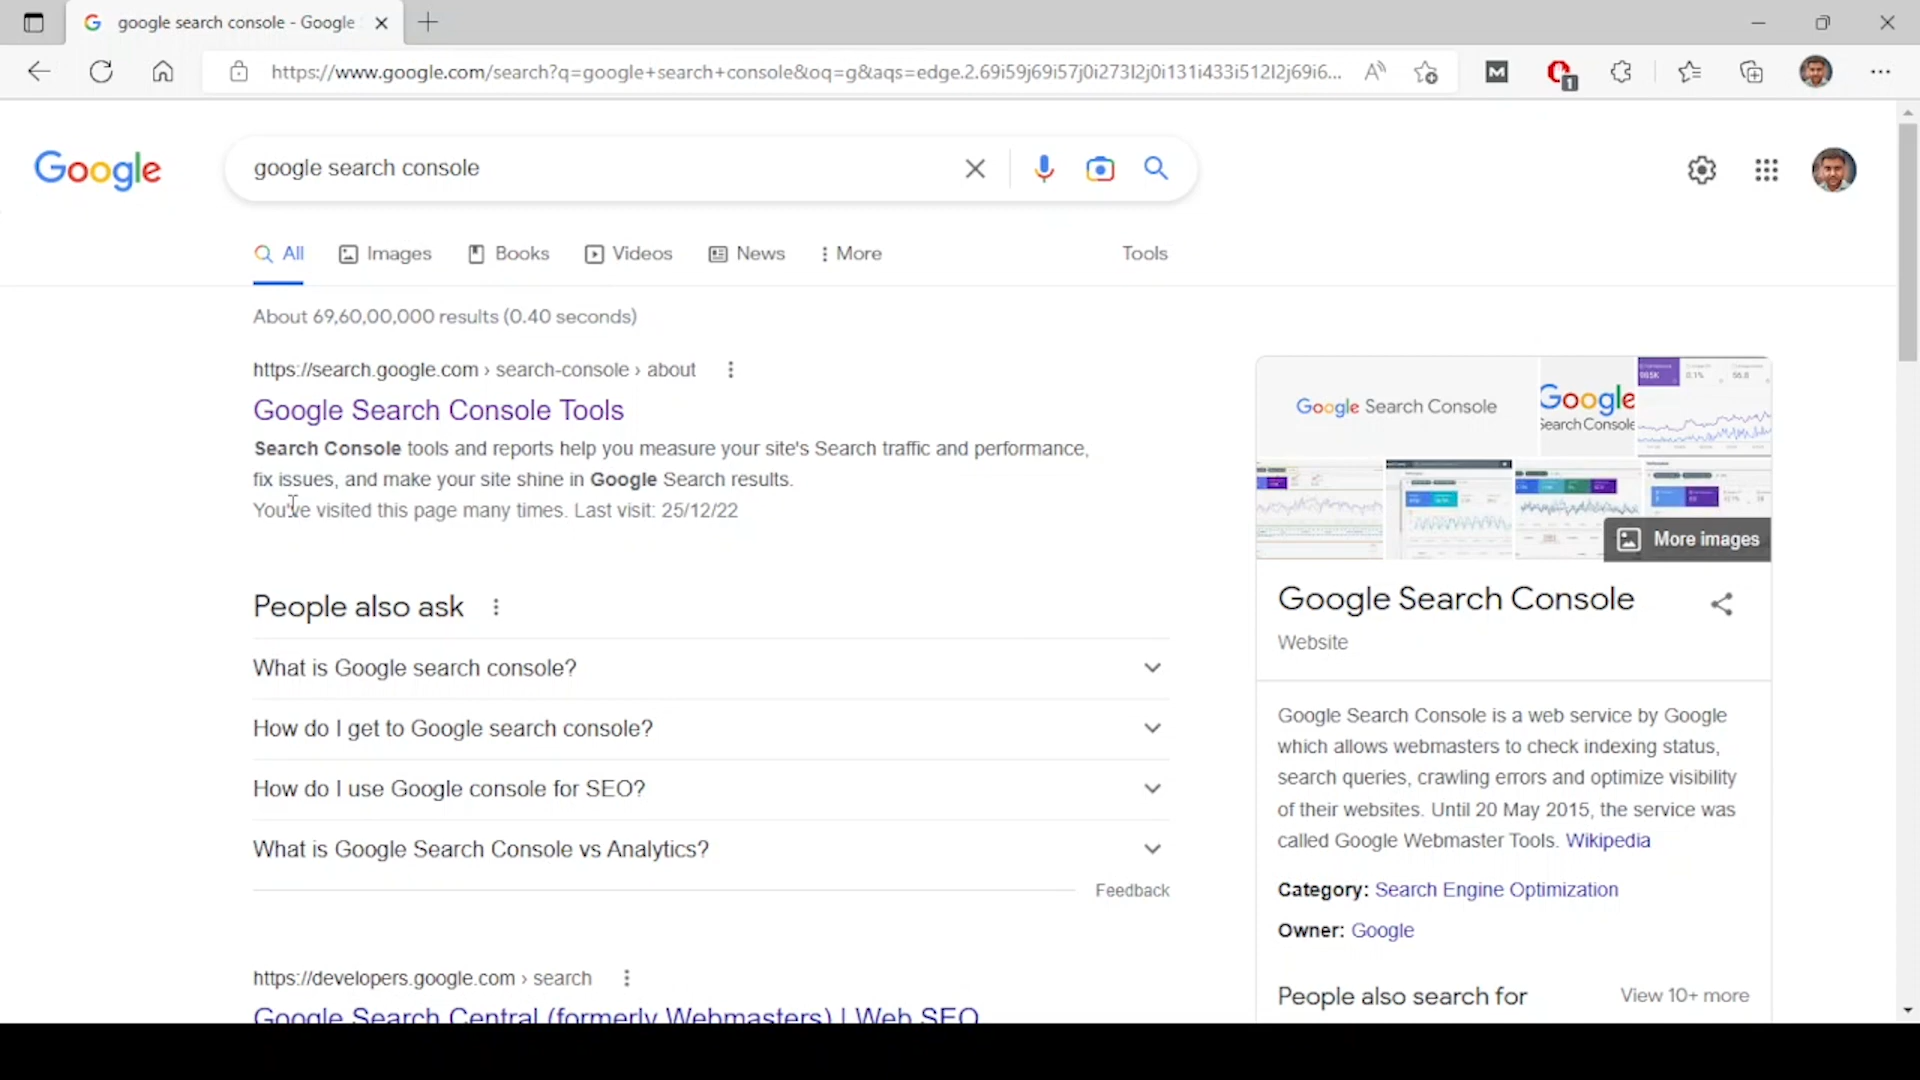 google search console - Google
https://www.google.com/search?q=google+search+console&oq=g&aqs=edge.2.69i59j69i57j0i273l2j0i131i433i512l2j69i6...
1
Google
google search console
All
Images
Books
Videos
News
More
Tools
About 69,60,00,000 results (0.40 seconds)
https://search.google.com › search-console › about
Google Search Console Tools
Search Console tools and reports help you measure your site's Search traffic and performance,
fix issues, and make your site shine in Google Search results.
You've visited this page many times. Last visit: 25/12/22
People also ask
What is Google search console?
How do I get to Google search console?
How do I use Google console for SEO?
What is Google Search Console vs Analytics?
Feedback
https://developers.google.com › search
Google Search Central (formerly Webmasters) | Web SEO
Google Search Console
Google
Search Console
More images
Google Search Console
Website
Google Search Console is a web service by Google
which allows webmasters to check indexing status,
search queries, crawling errors and optimize visibility
of their websites. Until 20 May 2015, the service was
called Google Webmaster Tools. Wikipedia
Category: Search Engine Optimization
Owner: Google
People also search for
View 10+ more